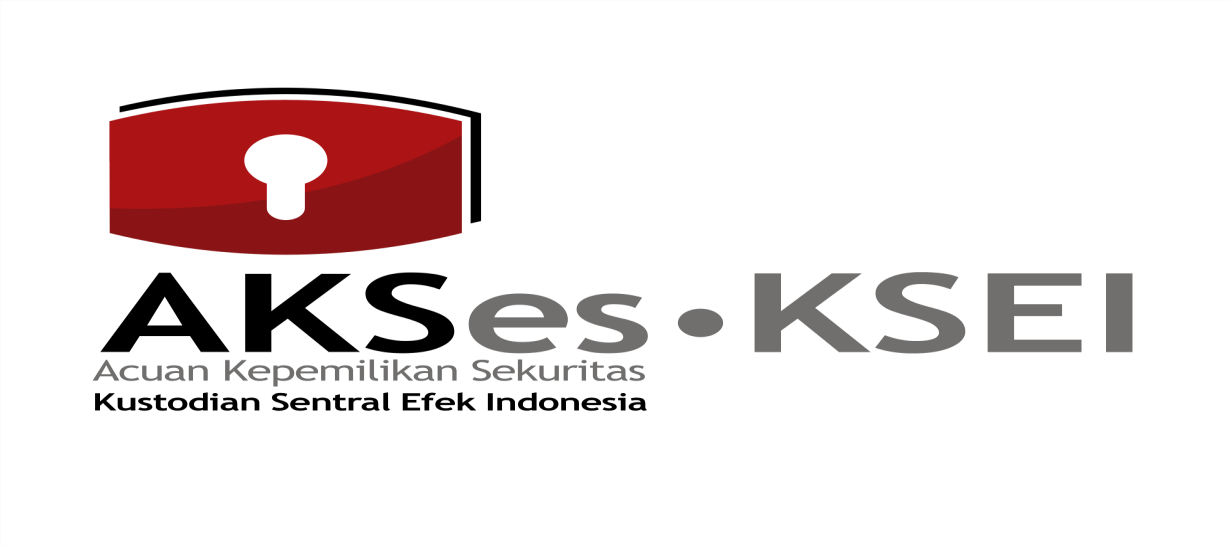 AKSes•KSEI
Acuan Kepemilikan Sekuritas
Kustodian Sentral Efek Indonesia